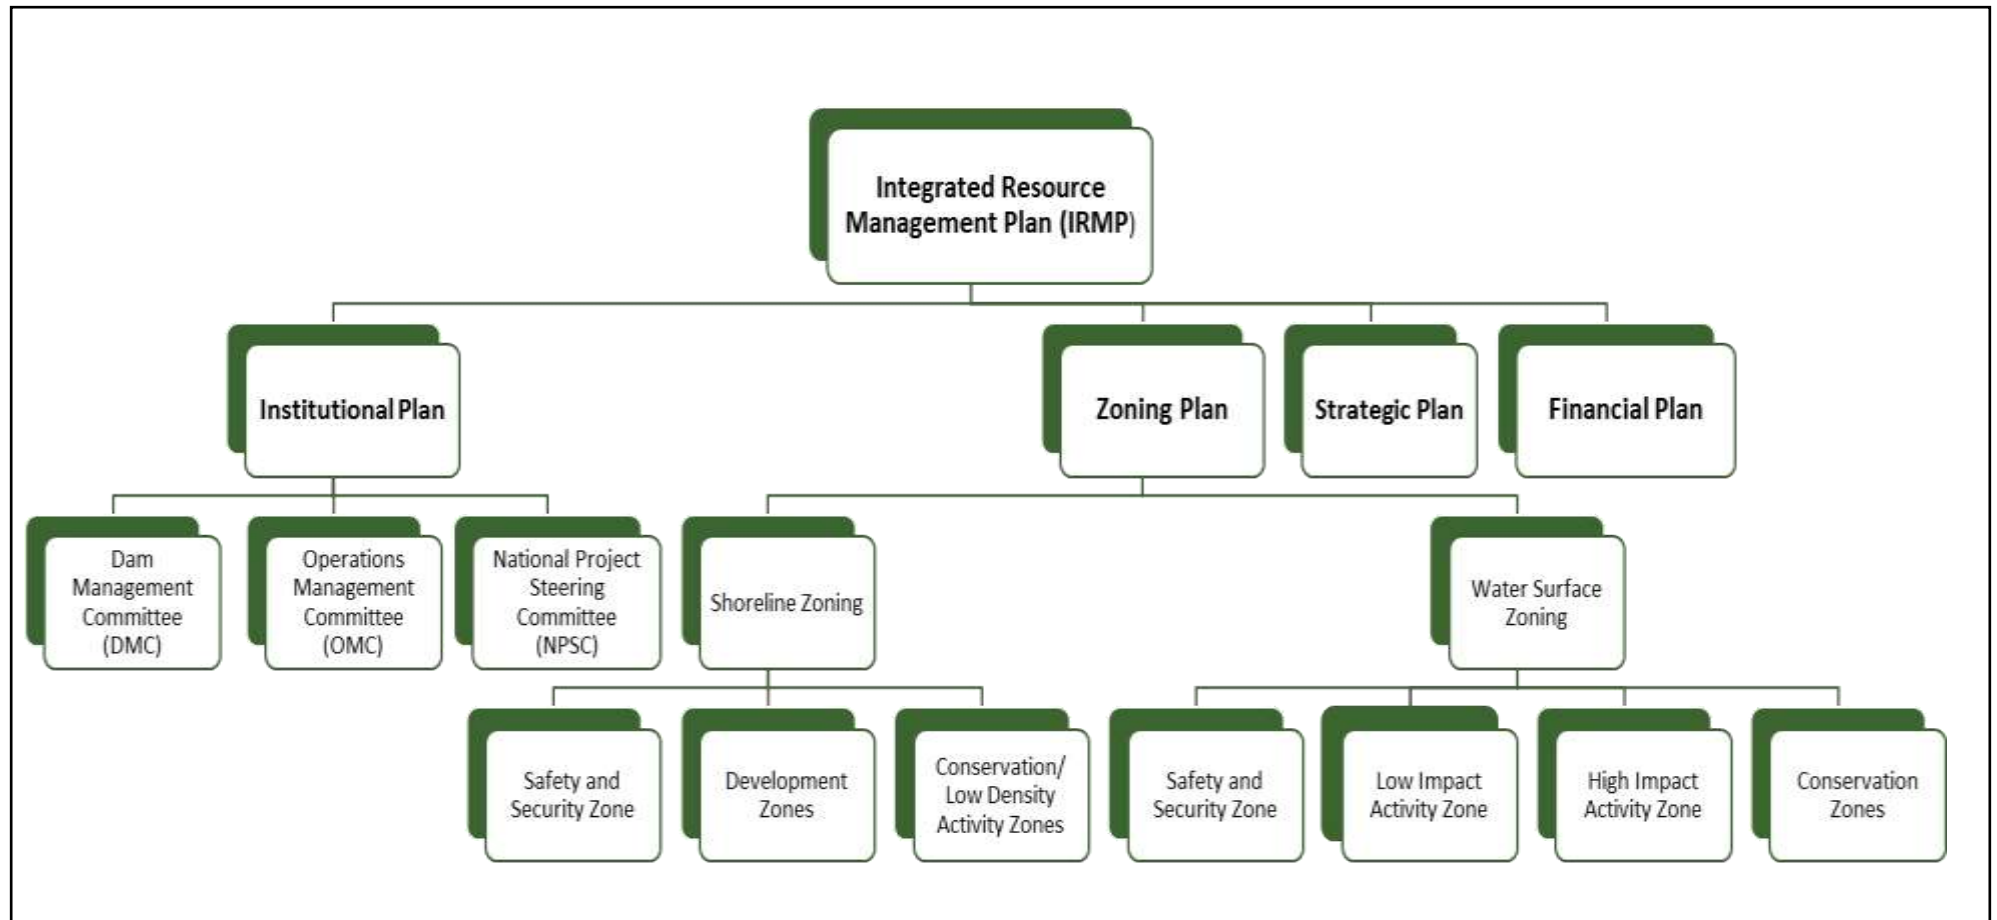 Integrated Resource
Management Plan (IRMP)
Institutional Plan
Zoning Plan
Strategic Plan
Financial Plan
Dam
Management
Committee
(DMC)
Operations
Management
Committee
(OMC)
National Project
Steering
Committee
(NPSC)
Shoreline Zoning
Water Surface
Zoning
Safety and
Security Zone
Development
Zones
Conservation/
Low Density
Activity Zones
Safety and
Security Zone
Low Impact
Activity Zone
High Impact
Activity Zone
Conservation
Zones